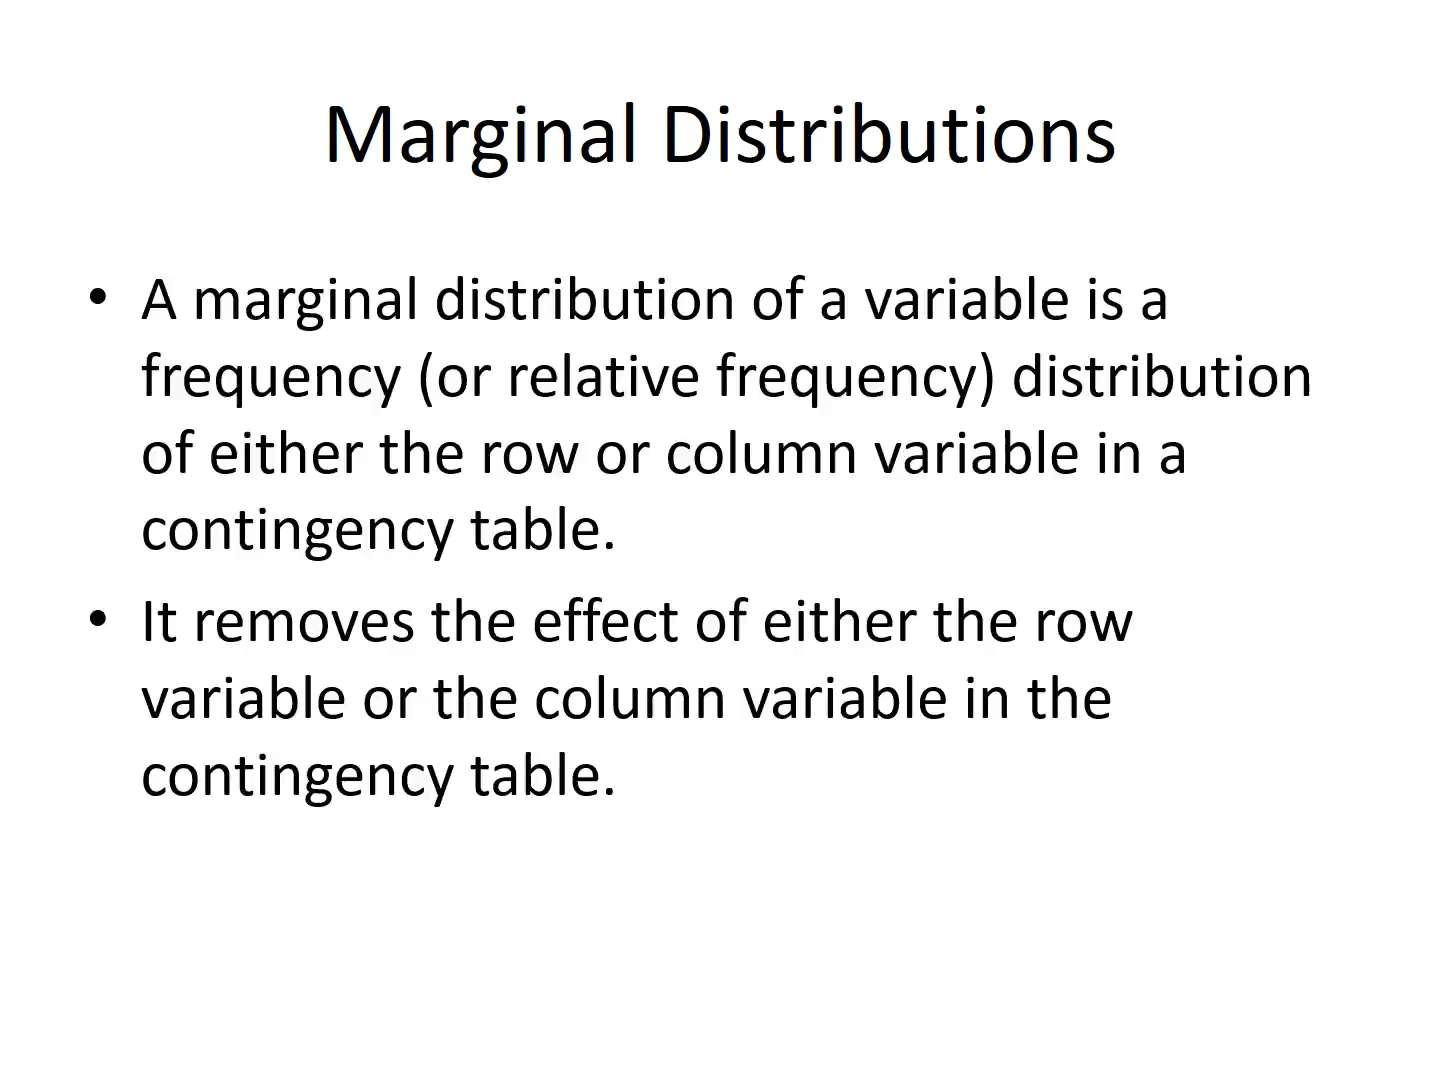 Marginal Distributions
• A marginal distribution of a variable is a
frequency (or relative frequency) distribution
of either the row or column variable in a
contingency table.
• It removes the effect of either the row
variable or the column variable in the
contingency table.